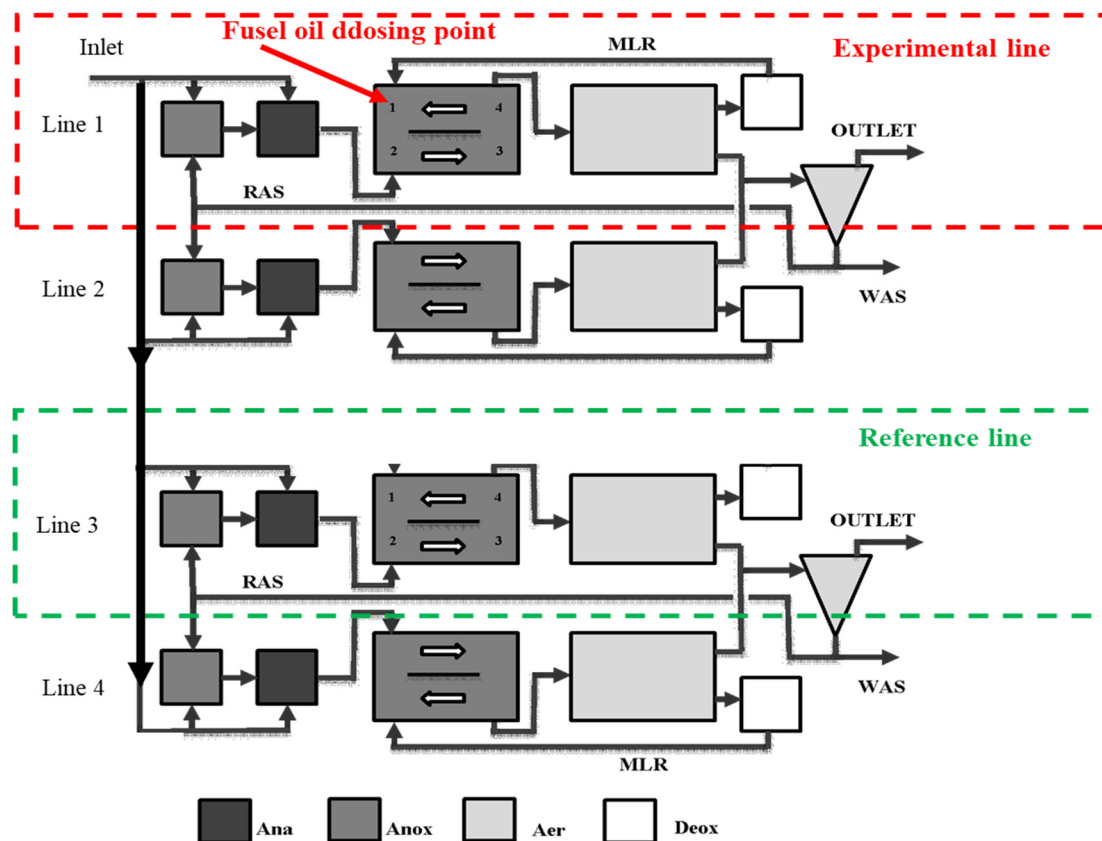 Fusel oil ddosing point
Inlet
MLR
Experimental line
Line 1
1
4
2
3
OUTLET
RAS
Line 2
WAS
Reference line
Line 3
1
4
2
3
OUTLET
RAS
Line 4
WAS
MLR
Ana
Anox
Aer
Deox